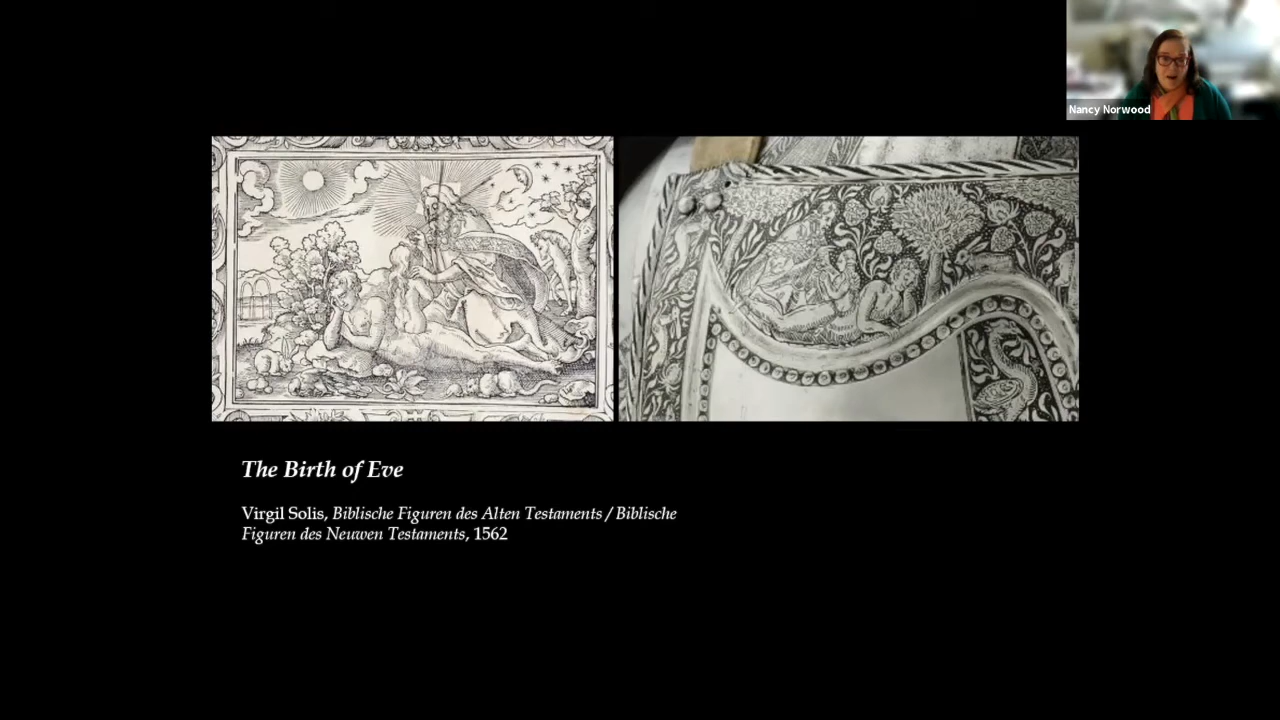 Nancy Norwood
The Birth of Eve
Virgil Solis, Biblische Figuren des Alten Testaments / Biblische
Figuren des Neuwen Testaments, 1562